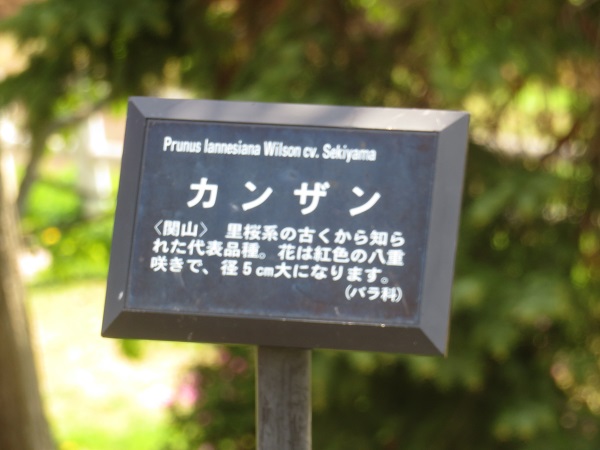 Prunus lannesiana Wilson cv. Sekiyama
カンザン
〈関山〉 里桜系の古くから知ら
れた代表品種。花は紅色の八重
咲きで、径5cm大になります。
(バラ科)